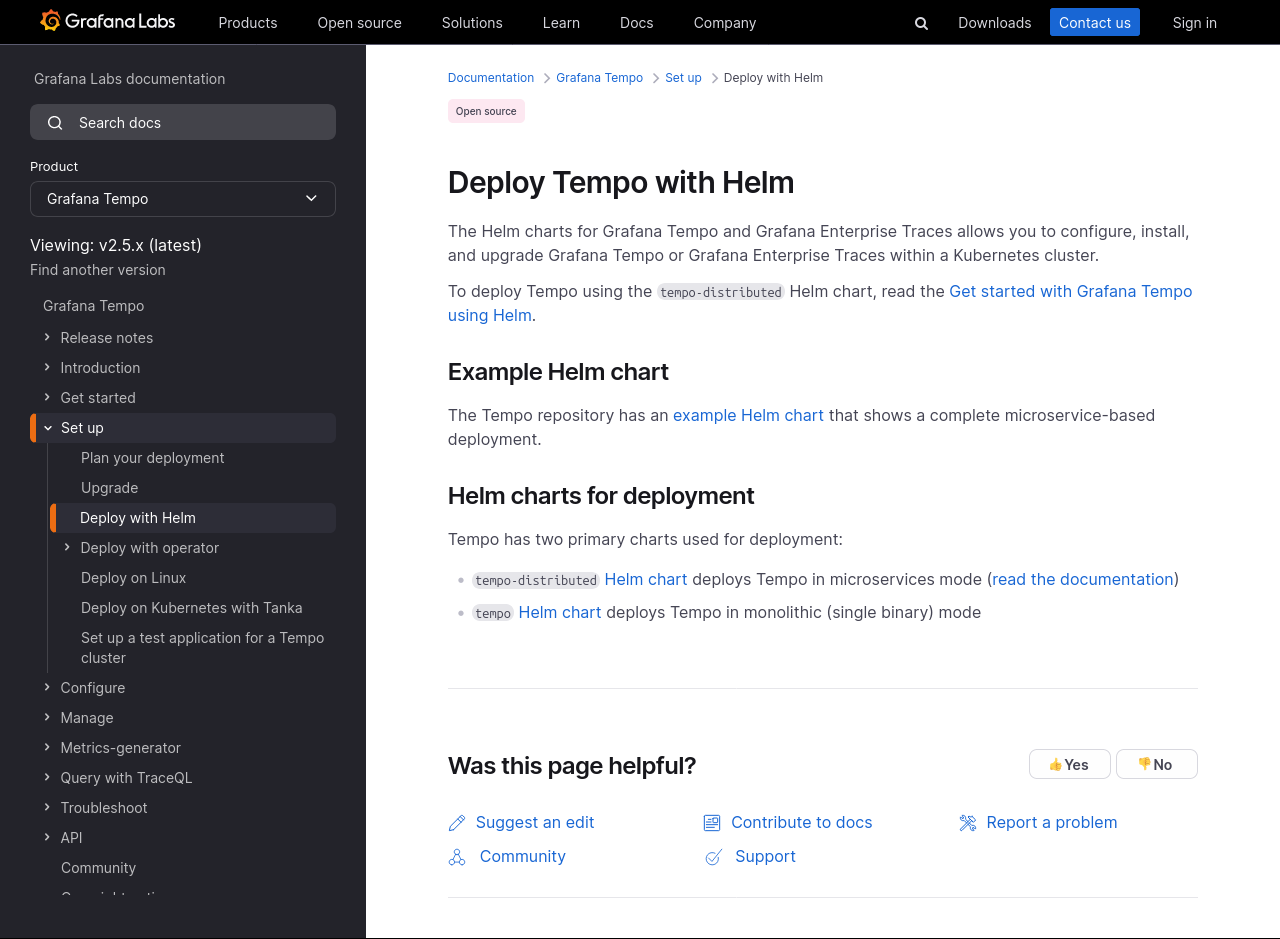 Grafana Labs
Products
Open source
Solutions
Learn
Docs
Company
Downloads
Contact us
Sign in
Grafana Labs documentation
Search docs
Product
Grafana Tempo
Viewing: v2.5.x (latest)
Find another version
Grafana Tempo
Release notes
Introduction
Get started
Set up
Plan your deployment
Upgrade
Deploy with Helm
Deploy with operator
Deploy on Linux
Deploy on Kubernetes with Tanka
Set up a test application for a Tempo
cluster
Configure
Manage
Metrics-generator
Query with TraceQL
Troubleshoot
API
Community
Documentation > Grafana Tempo > Set up > Deploy with Helm
Open source
Deploy Tempo with Helm
The Helm charts for Grafana Tempo and Grafana Enterprise Traces allows you to configure, install,
and upgrade Grafana Tempo or Grafana Enterprise Traces within a Kubernetes cluster.
To deploy Tempo using the tempo-distributed Helm chart, read the Get started with Grafana Tempo
using Helm.
Example Helm chart
The Tempo repository has an example Helm chart that shows a complete microservice-based
deployment.
Helm charts for deployment
Tempo has two primary charts used for deployment:
• tempo-distributed Helm chart deploys Tempo in microservices mode (read the documentation)
• tempo Helm chart deploys Tempo in monolithic (single binary) mode
Was this page helpful?
👍 Yes
👎 No
Suggest an edit
Contribute to docs
Report a problem
Community
Support